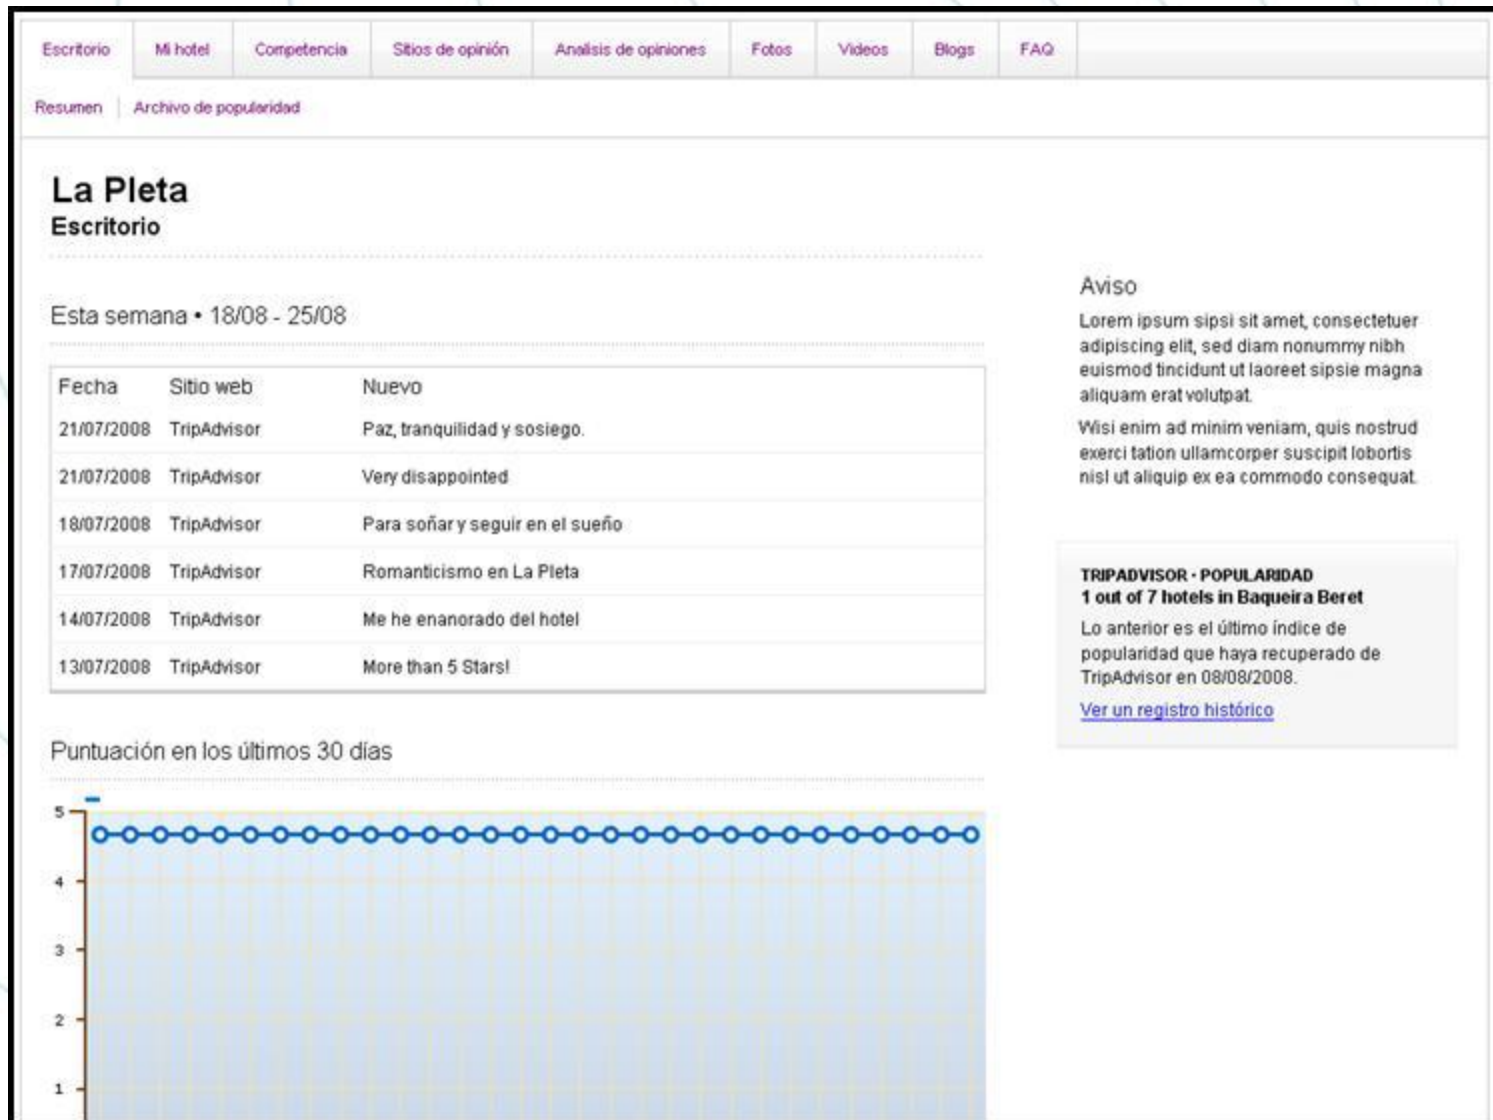 Escritorio Mi hotel Competencia Sitios de opinión Analisis de opiniones Fotos Videos Blogs FAQ
Resumen Archivo de popularidad
La Pleta
Escritorio
Esta semana • 18/08 - 25/08
Fecha Sitio web Nuevo
21/07/2008 TripAdvisor Paz, tranquilidad y sosiego.
21/07/2008 TripAdvisor Very disappointed
18/07/2008 TripAdvisor Para soñar y seguir en el sueño
17/07/2008 TripAdvisor Romanticismo en La Pleta
14/07/2008 TripAdvisor Me he enanorado del hotel
13/07/2008 TripAdvisor More than 5 Stars!
Puntuación en los últimos 30 días
5
4
3
2
1
Aviso
Lorem ipsum sipsi sit amet, consectetuer
adipiscing elit, sed diam nonummy nibh
euismod tincidunt ut laoreet sipsie magna
aliquam erat volutpat.
Wisi enim ad minim veniam, quis nostrud
exerci tation ullamcorper suscipit lobortis
nisl ut aliquip ex ea commodo consequat.
TRIPADVISOR · POPULARIDAD
1 out of 7 hotels in Baqueira Beret
Lo anterior es el último índice de
popularidad que haya recuperado de
TripAdvisor en 08/08/2008.
Ver un registro histórico